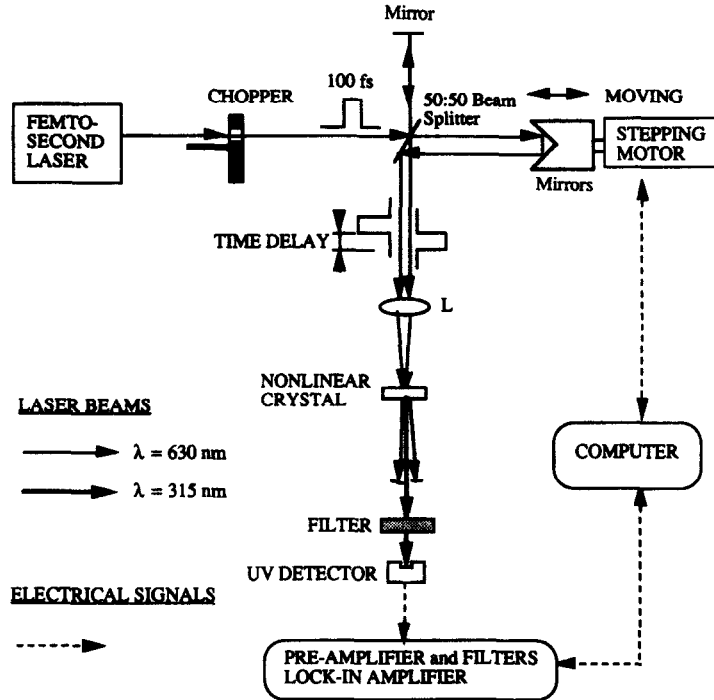 Mirror
100 fs
CHOPPER
50:50 Beam
Splitter
MOVING
FEMTO-
SECOND
LASER
STEPPING
MOTOR
Mirrors
TIME DELAY
L
NONLINEAR
CRYSTAL
LASER BEAMS
λ = 630 nm
λ = 315 nm
COMPUTER
FILTER
UV DETECTOR
ELECTRICAL SIGNALS
PRE-AMPLIFIER and FILTERS
LOCK-IN AMPLIFIER